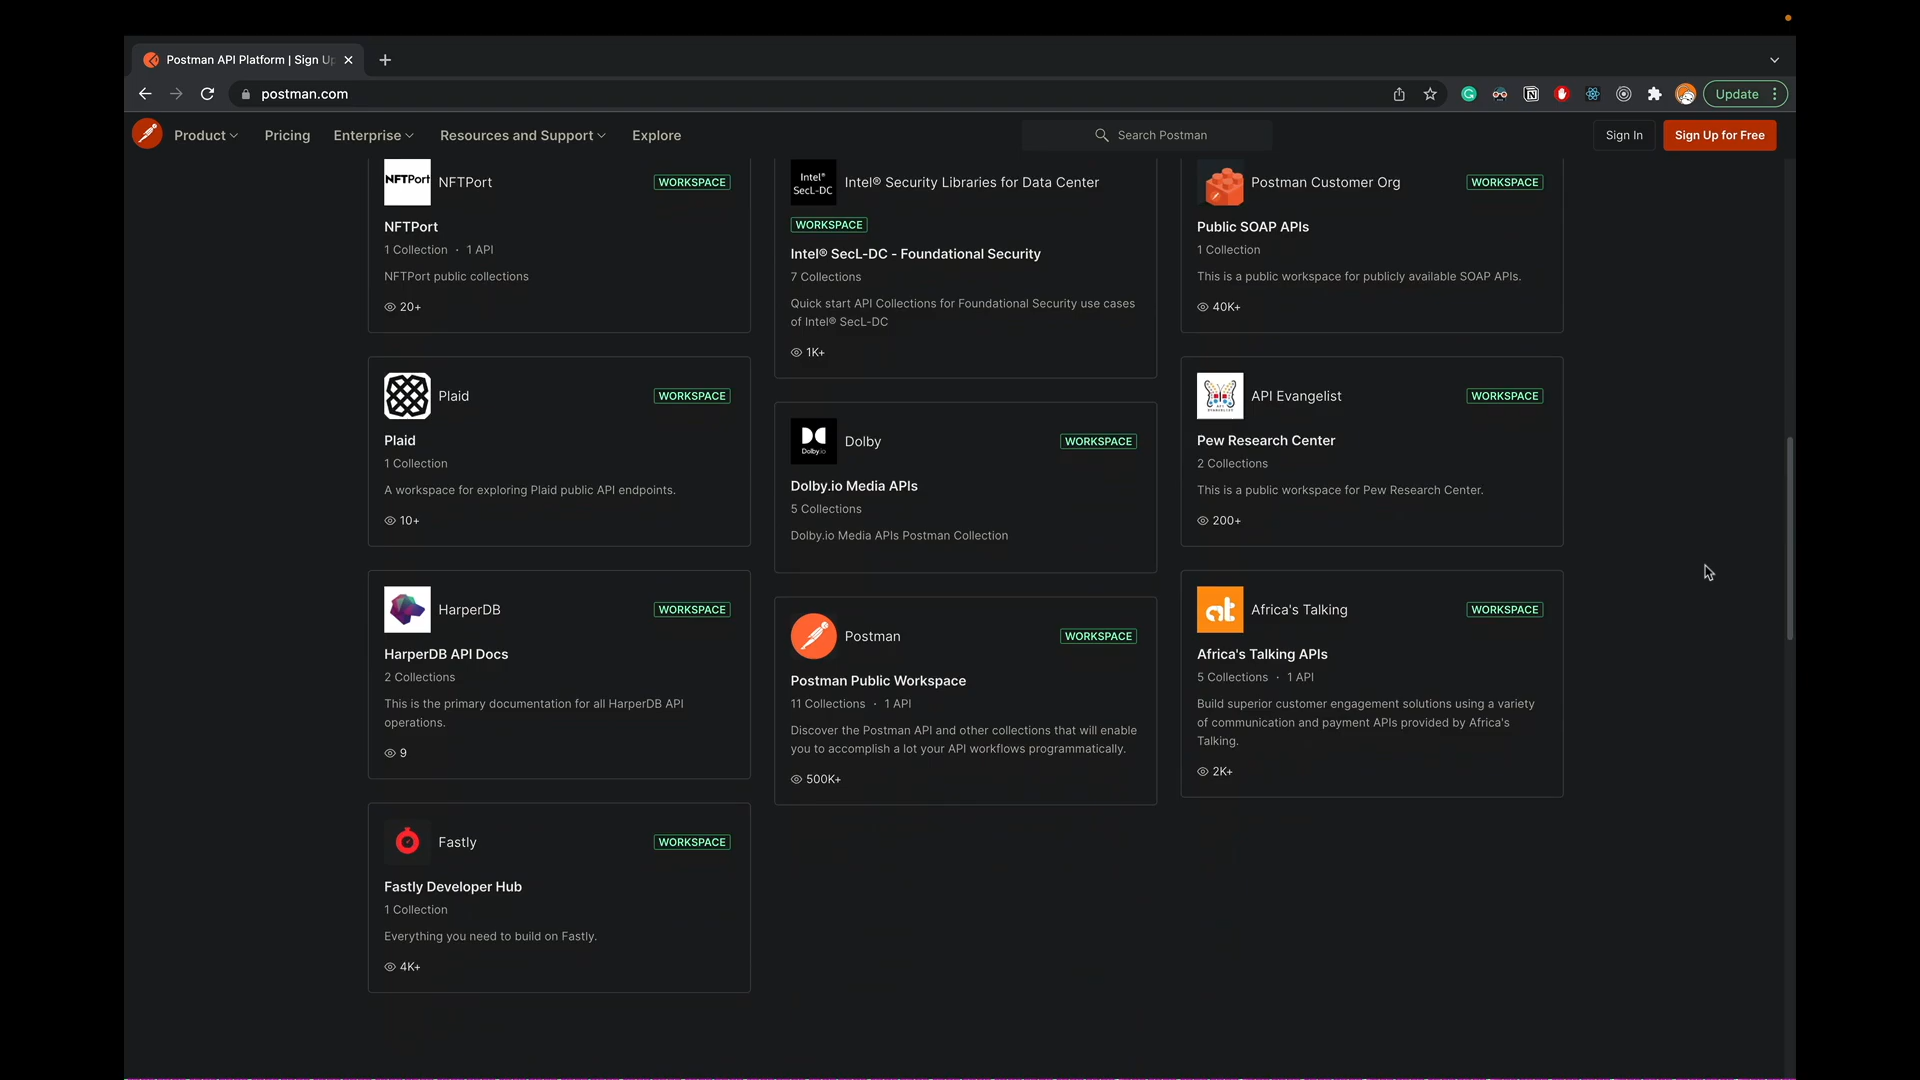 Postman API Platform | Sign Up
postman.com
Update
Product
Pricing
Enterprise
Resources and Support
Explore
Search Postman
Sign In
Sign Up for Free
NFTPort
NFTPort
WORKSPACE
NFTPort
1 Collection · 1 API
NFTPort public collections
20+
Plaid
WORKSPACE
Plaid
1 Collection
A workspace for exploring Plaid public API endpoints.
10+
HarperDB
WORKSPACE
HarperDB API Docs
2 Collections
This is the primary documentation for all HarperDB API
operations.
9
Fastly
WORKSPACE
Fastly Developer Hub
1 Collection
Everything you need to build on Fastly.
4K+
Intel®
SecL-DC
Intel® Security Libraries for Data Center
WORKSPACE
Intel® SecL-DC - Foundational Security
7 Collections
Quick start API Collections for Foundational Security use cases
of Intel® SecL-DC
1K+
Dolby.io
Dolby
WORKSPACE
Dolby.io Media APIs
5 Collections
Dolby.io Media APIs Postman Collection
Postman
WORKSPACE
Postman Public Workspace
11 Collections · 1 API
Discover the Postman API and other collections that will enable
you to accomplish a lot your API workflows programmatically.
500K+
Postman Customer Org
WORKSPACE
Public SOAP APIs
1 Collection
This is a public workspace for publicly available SOAP APIs.
40K+
API Evangelist
WORKSPACE
Pew Research Center
2 Collections
This is a public workspace for Pew Research Center.
200+
at
Africa's Talking
WORKSPACE
Africa's Talking APIs
5 Collections · 1 API
Build superior customer engagement solutions using a variety
of communication and payment APIs provided by Africa's
Talking.
2K+